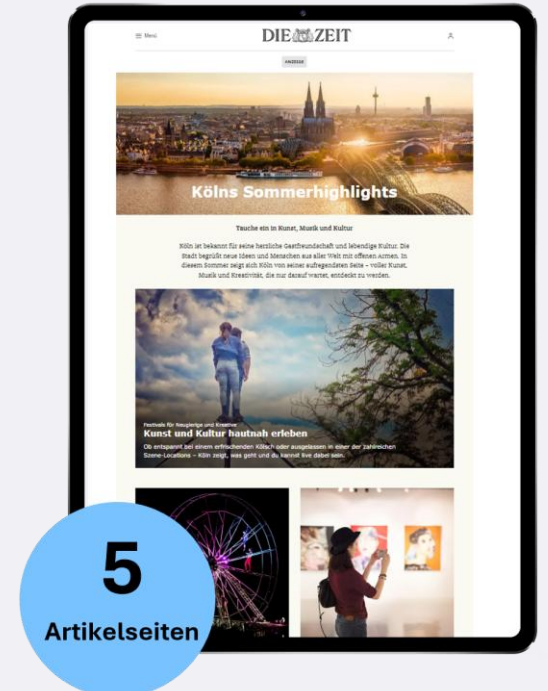 Menü
DIE ZEIT
ANZEIGE
Kölns Sommerhighlights
Tauche ein in Kunst, Musik und Kultur
Köln ist bekannt für seine herzliche Gastfreundschaft und lebendige Kultur. Die
Stadt begrüßt neue Ideen und Menschen aus aller Welt mit offenen Armen. In
diesem Sommer zeigt sich Köln von seiner aufregendsten Seite – voller Kunst,
Musik und Kreativität, die nur darauf wartet, entdeckt zu werden.
Festivals für Neugierige und Kreative
Kunst und Kultur hautnah erleben
Ob entspannt bei einem erfrischenden Kölsch oder ausgelassen in einer der zahlreichen
Szene-Locations – Köln zeigt, was geht und du kannst live dabei sein.
5
Artikelseiten